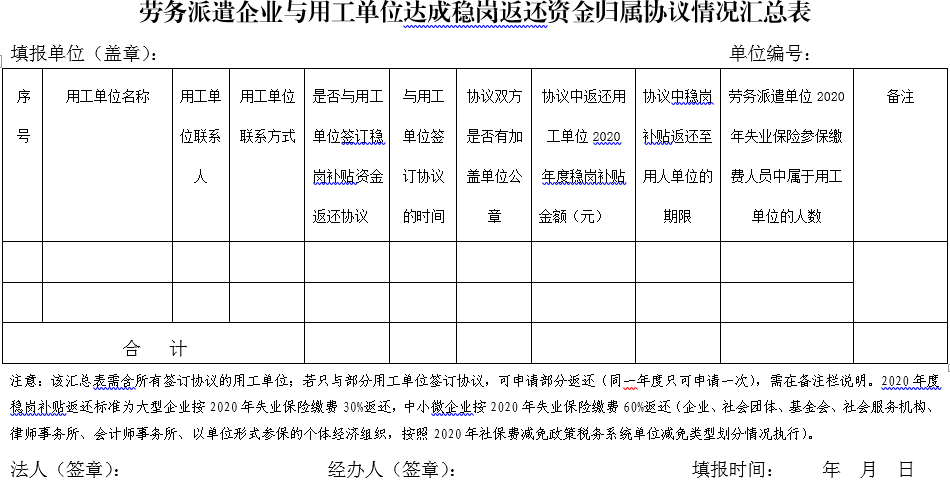 劳务派遣企业与用工单位达成稳岗返还资金归属协议情况汇总表
填报单位（盖章）： 单位编号：
序号 用工单位名称 用工单位联系人 用工单位联系方式 是否与用工单位签订稳岗补贴资金返还协议 与用工单位签订协议的时间 协议双方是否有加盖单位公章 协议中返还用工单位2020年度稳岗补贴金额（元） 协议中稳岗补贴返还至用人单位的期限 劳务派遣单位2020年失业保险参保缴费人员中属于用工单位的人数 备注
合 计
注意：该汇总表需含所有签订协议的用工单位；若只与部分用工单位签订协议，可申请部分返还（同一年度只可申请一次），需在备注栏说明。2020年度
稳岗补贴返还标准为大型企业按2020年失业保险缴费30%返还，中小微企业按2020年失业保险缴费60%返还（企业、社会团体、基金会、社会服务机构、
律师事务所、会计师事务所、以单位形式参保的个体经济组织，按照2020年社保费减免政策税务系统单位减免类型划分情况执行）。
法人（签章）： 经办人（签章）： 填报时间： 年 月 日